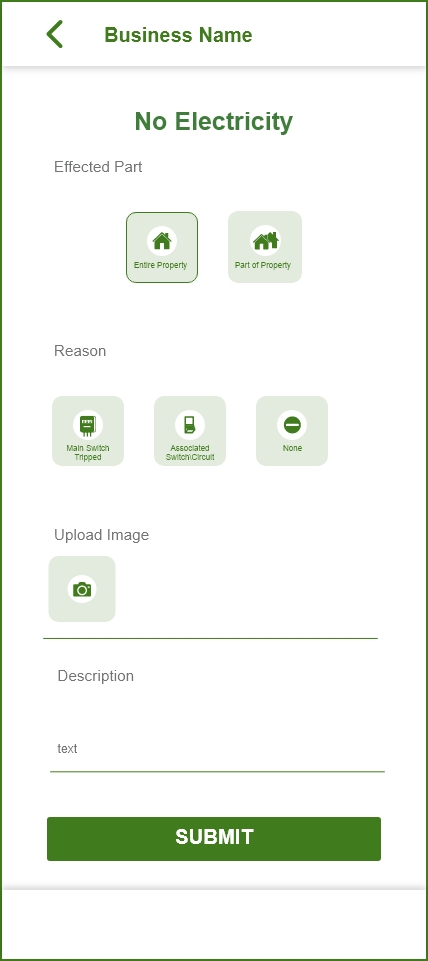 Business Name
No Electricity
Effected Part
Entire Property
Part of Property
Reason
Main Switch
Tripped
Associated
Switch\Circuit
None
Upload Image
Description
text
SUBMIT